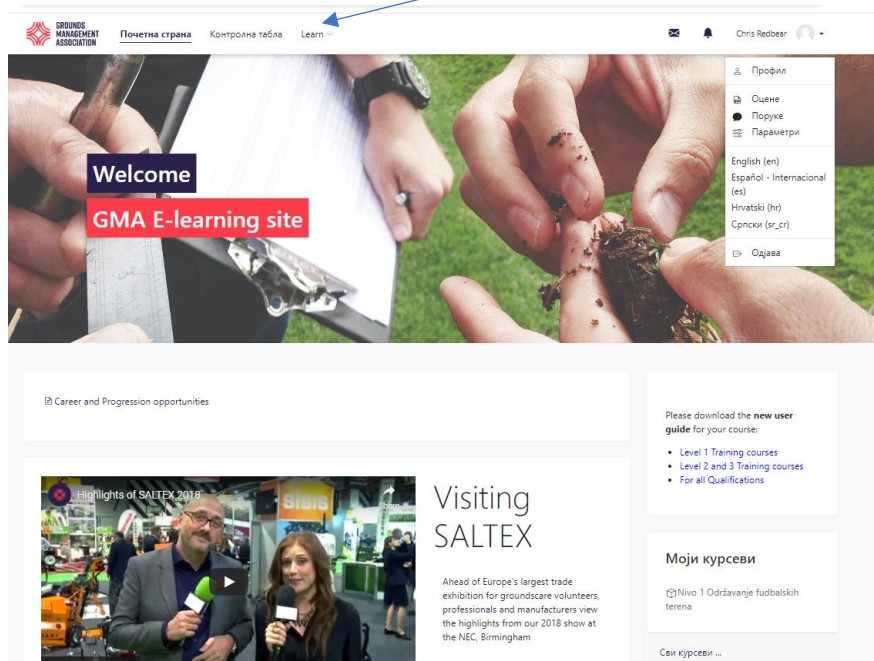 GROUNDS
MANAGEMENT
ASSOCIATION
Почетна страна Контролна табла Learn
Chris Redbear
Профил
Оцене
Поруке
Параметри
English (en)
Español - Internacional
(es)
Hrvatski (hr)
Српски (sr_cr)
Одјава
Welcome
GMA E-learning site
Career and Progression opportunities
Please download the new user
guide for your course:
Level 1 Training courses
Level 2 and 3 Training courses
For all Qualifications
Highlights of SALTEX 2018
Share
SISIS
Visiting
SALTEX
Ahead of Europe's largest trade
exhibition for groundscare volunteers,
professionals and manufacturers view
the highlights from our 2018 show at
the NEC, Birmingham
Моји курсеви
Nivo 1 Održavanje fudbalskih
terena
Сви курсеви ...